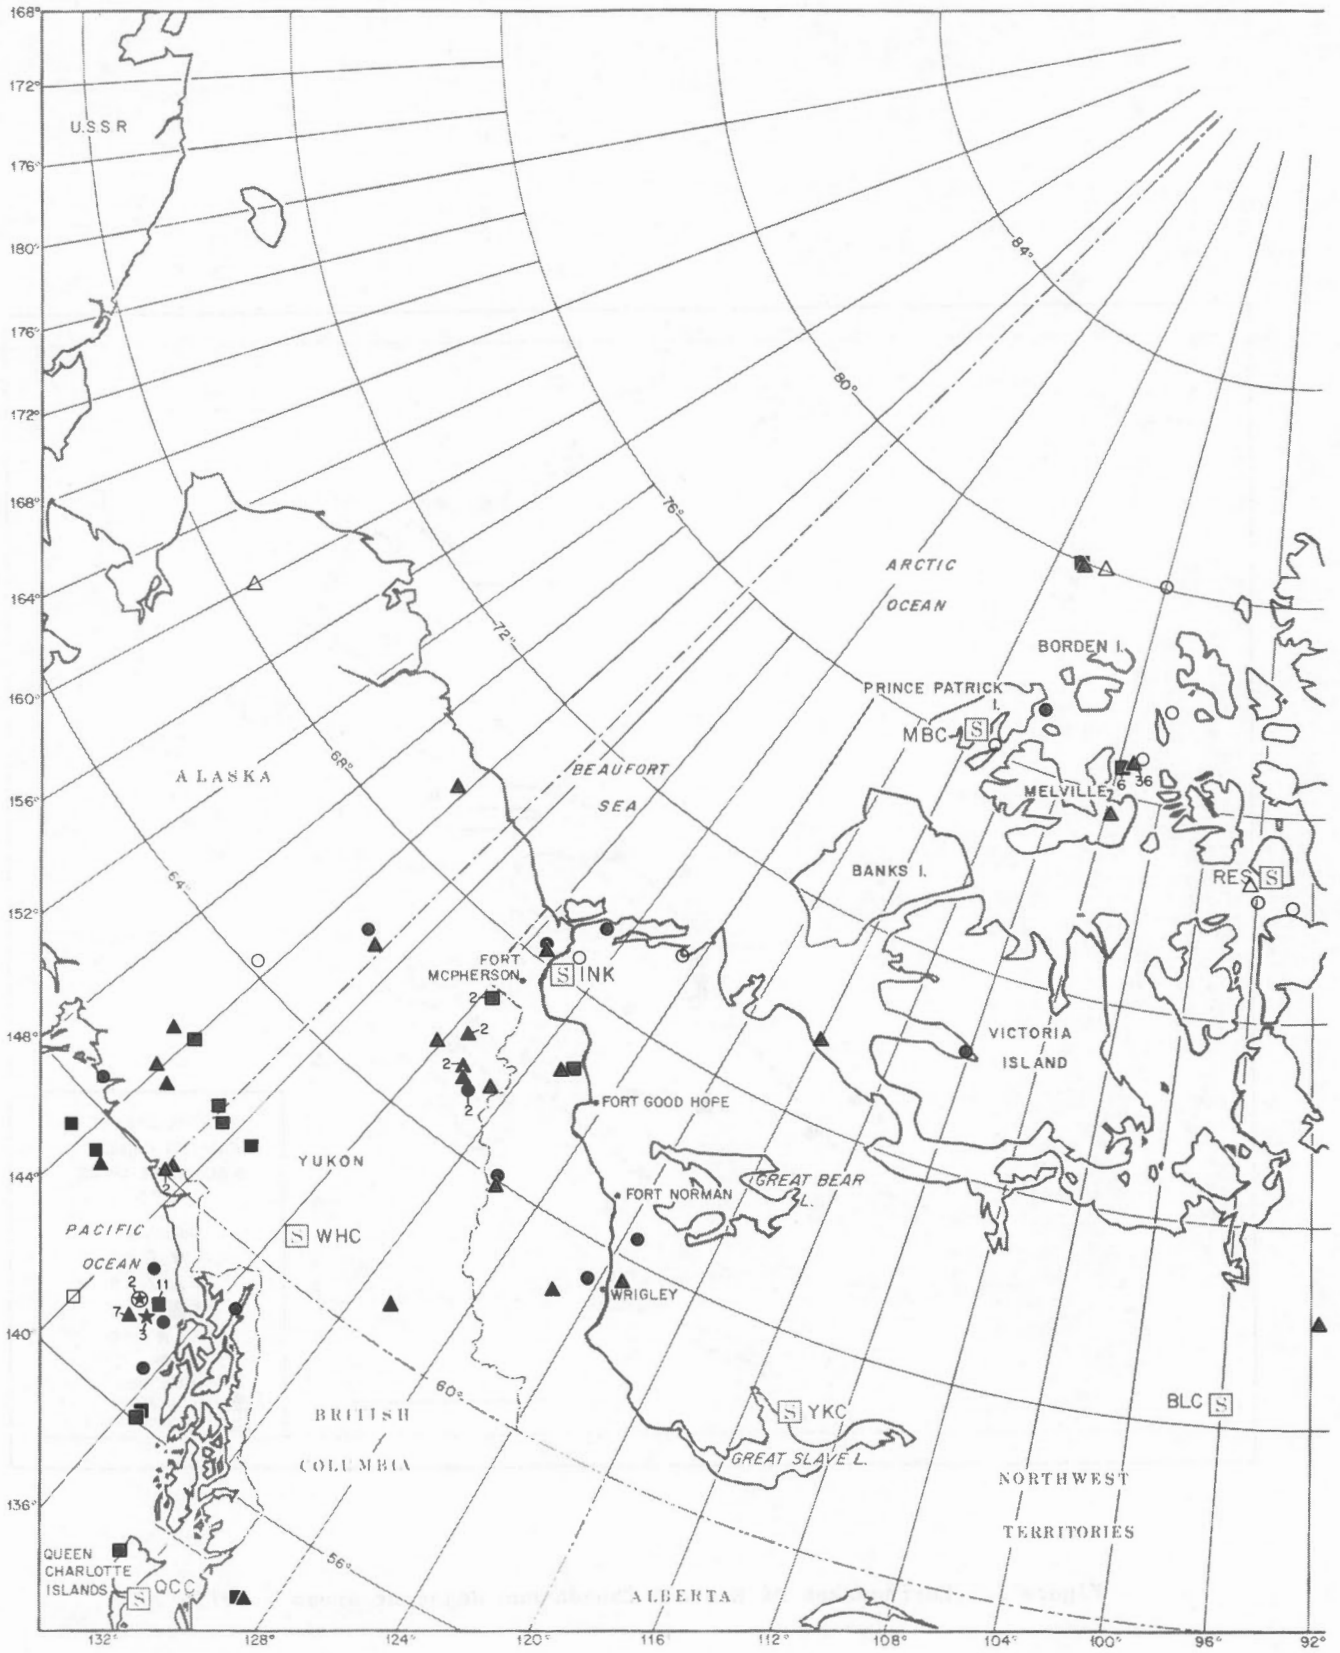 168°
172°
176°
180°
176°
172°
168°
164°
160°
156°
152°
148°
144°
140°
136°
132°
128°
124°
120°
116°
112°
108°
104°
100°
96°
92°
U.S.S.R
84°
80°
76°
72°
68°
64°
60°
56°
ARCTIC
OCEAN
BORDEN I.
PRINCE PATRICK
I.
MBC S
MELVILLE
6 36
BEAUFORT
SEA
ALASKA
BANKS I.
RES S
FORT
MCPHERSON
S INK
2
2
2
2
VICTORIA
ISLAND
FORT GOOD HOPE
YUKON
GREAT BEAR
L.
FORT NORMAN
2
PACIFIC
OCEAN
S WHC
2
11
7
3
WRIGLEY
BLC S
S YKC
GREAT SLAVE L.
BRITISH
COLUMBIA
NORTHWEST
TERRITORIES
QUEEN
CHARLOTTE
ISLANDS
S QCC
ALBERTA